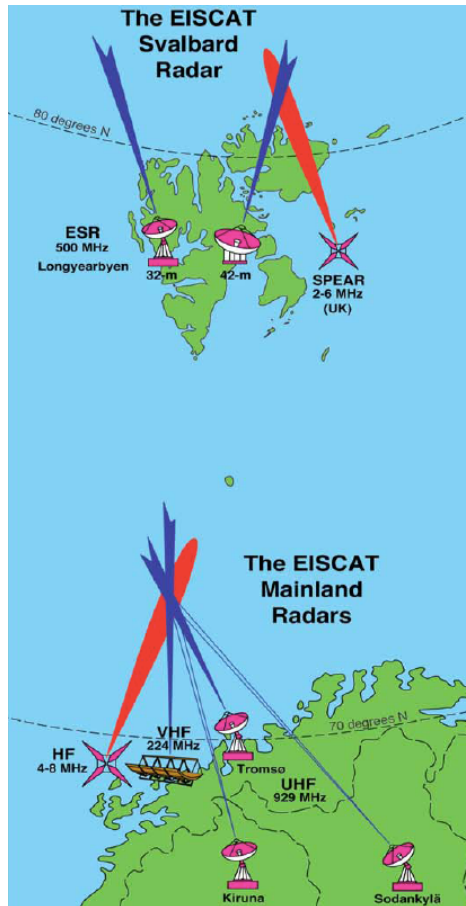 The EISCAT
Svalbard
Radar
80 degrees N
ESR
500 MHz
Longyearbyen
32-m
42-m
SPEAR
2-6 MHz
(UK)
The EISCAT
Mainland
Radars
70 degrees N
VHF
224 MHz
HF
4-8 MHz
Tromsø
UHF
929 MHz
Kiruna
Sodankylä